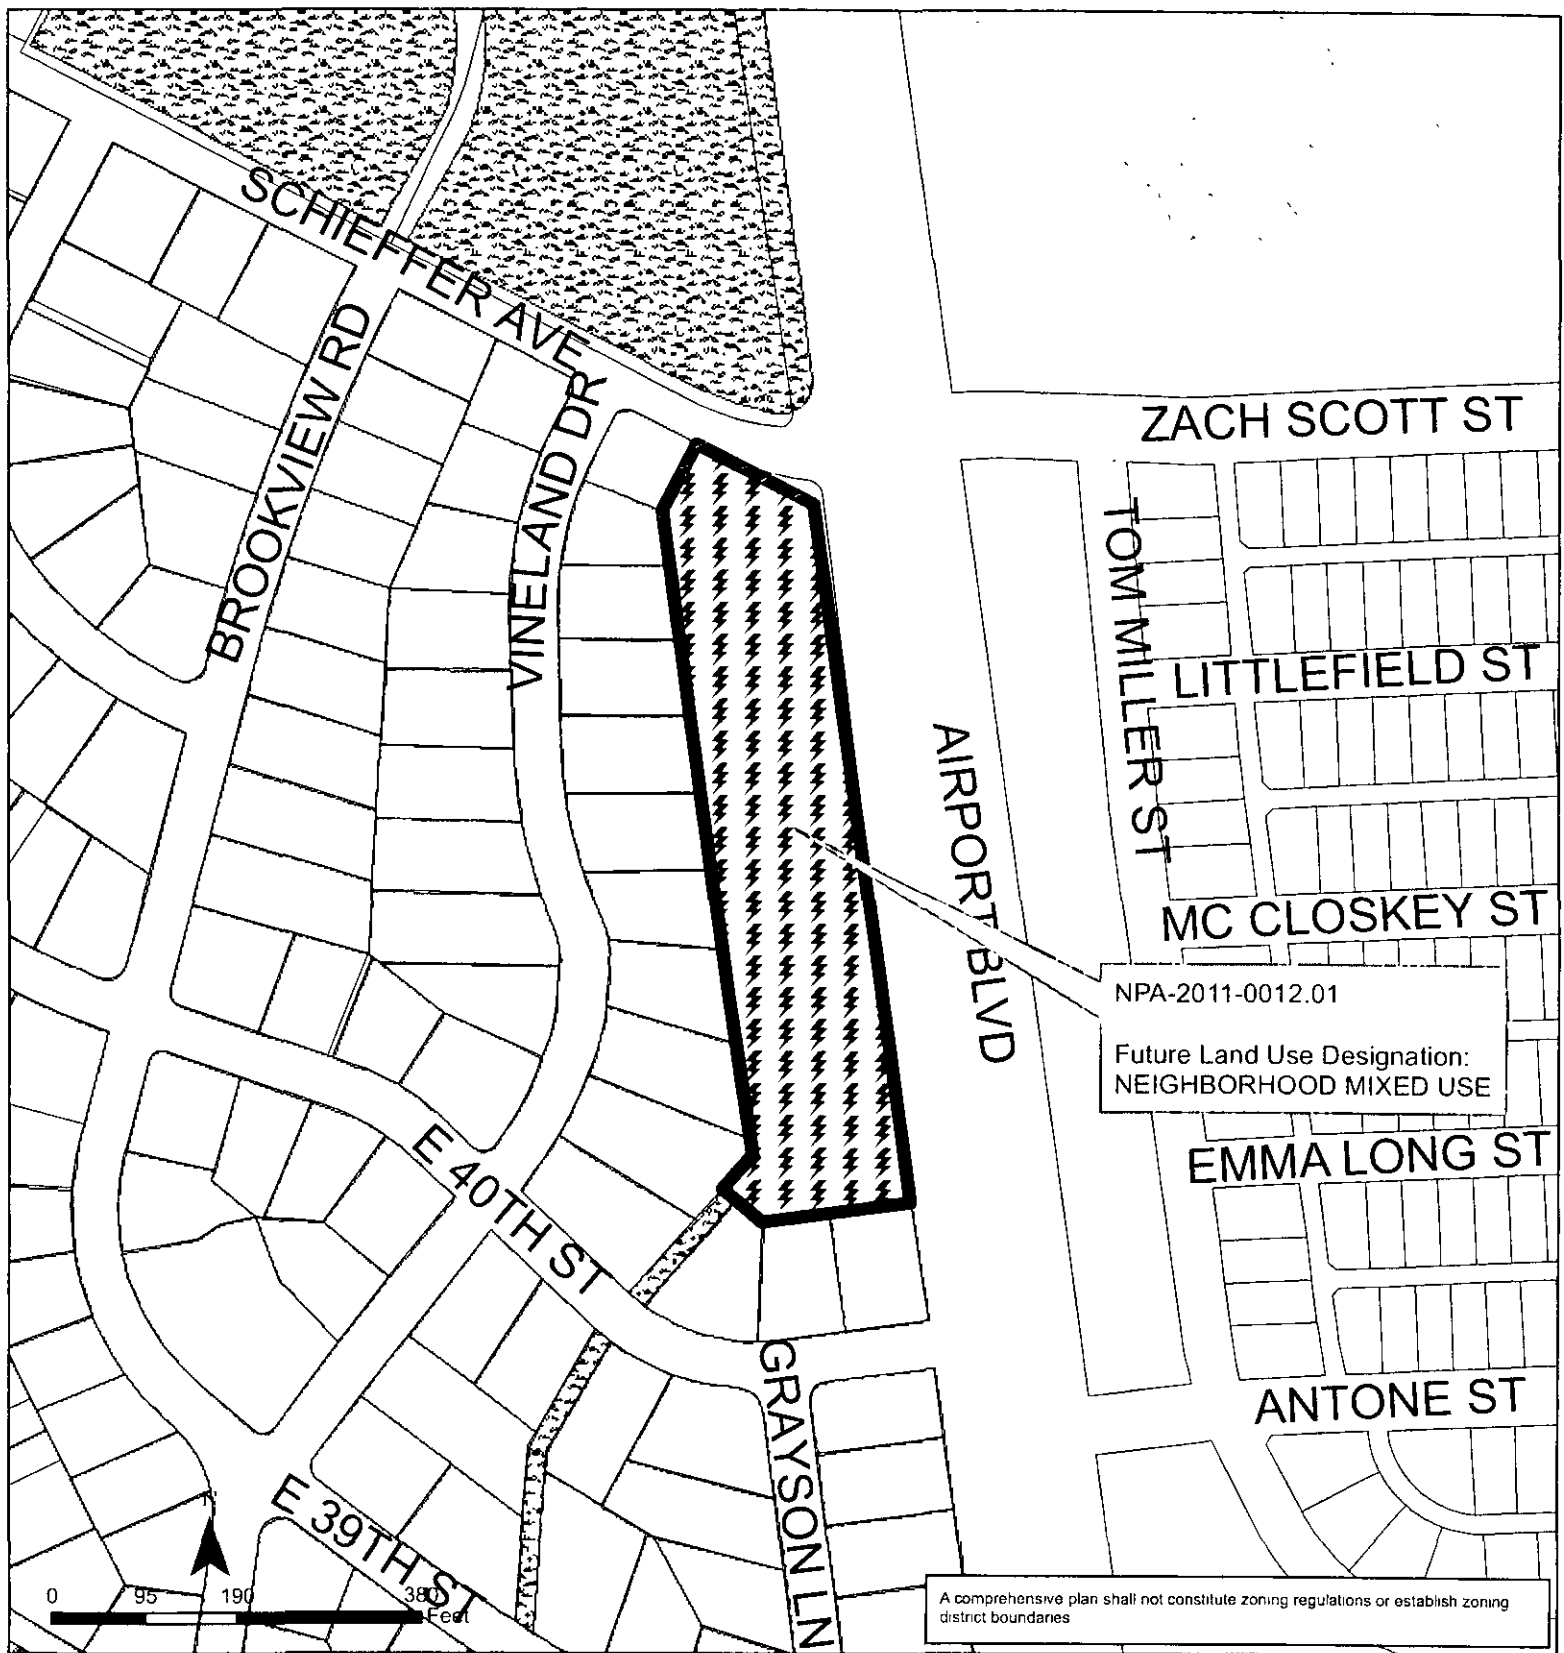 SCHIEFFER AVE
BROOKVIEW RD
VINELAND DR
ZACH SCOTT ST
TOM MILLER ST
LITTLEFIELD ST
AIRPORT BLVD
MC CLOSKEY ST
NPA-2011-0012.01
Future Land Use Designation:
NEIGHBORHOOD MIXED USE
EMMA LONG ST
E 40TH ST
ANTONE ST
GRAYSON LN
E 39TH ST
0 95 190 380
Feet
A comprehensive plan shall not constitute zoning regulations or establish zoning
district boundaries